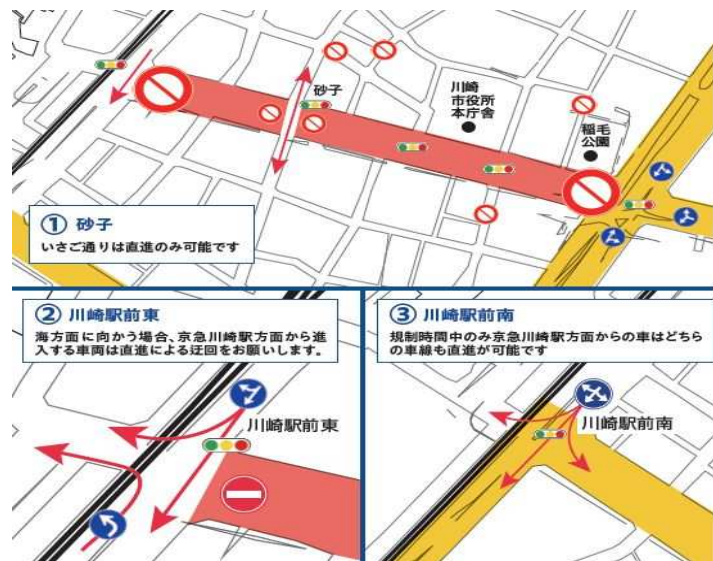 砂子
川崎
市役所
本庁舎
稲毛
公園
① 砂子
いさご通りは直進のみ可能です
② 川崎駅前東
海方面に向かう場合、京急川崎駅方面から進
入する車両は直進による迂回をお願いします。
川崎駅前東
③ 川崎駅前南
規制時間中のみ京急川崎駅方面からの車はどちら
の車線も直進が可能です
川崎駅前南